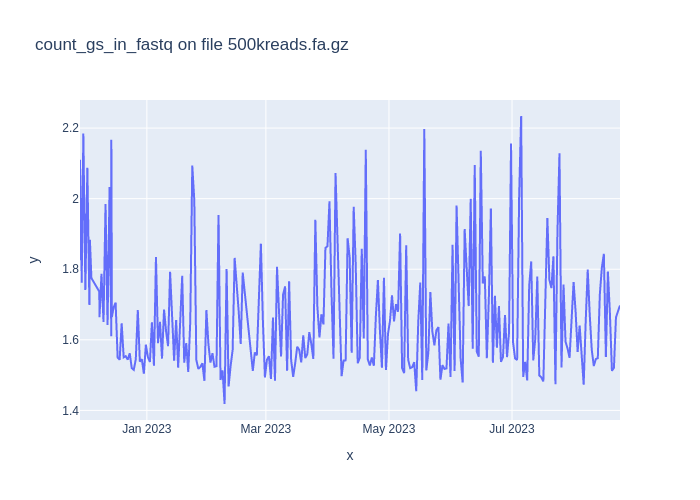 count_gs_in_fastq on file 500kreads.fa.gz
2.2
2
1.8
1.6
1.4
y
Jan 2023
Mar 2023
May 2023
Jul 2023
x